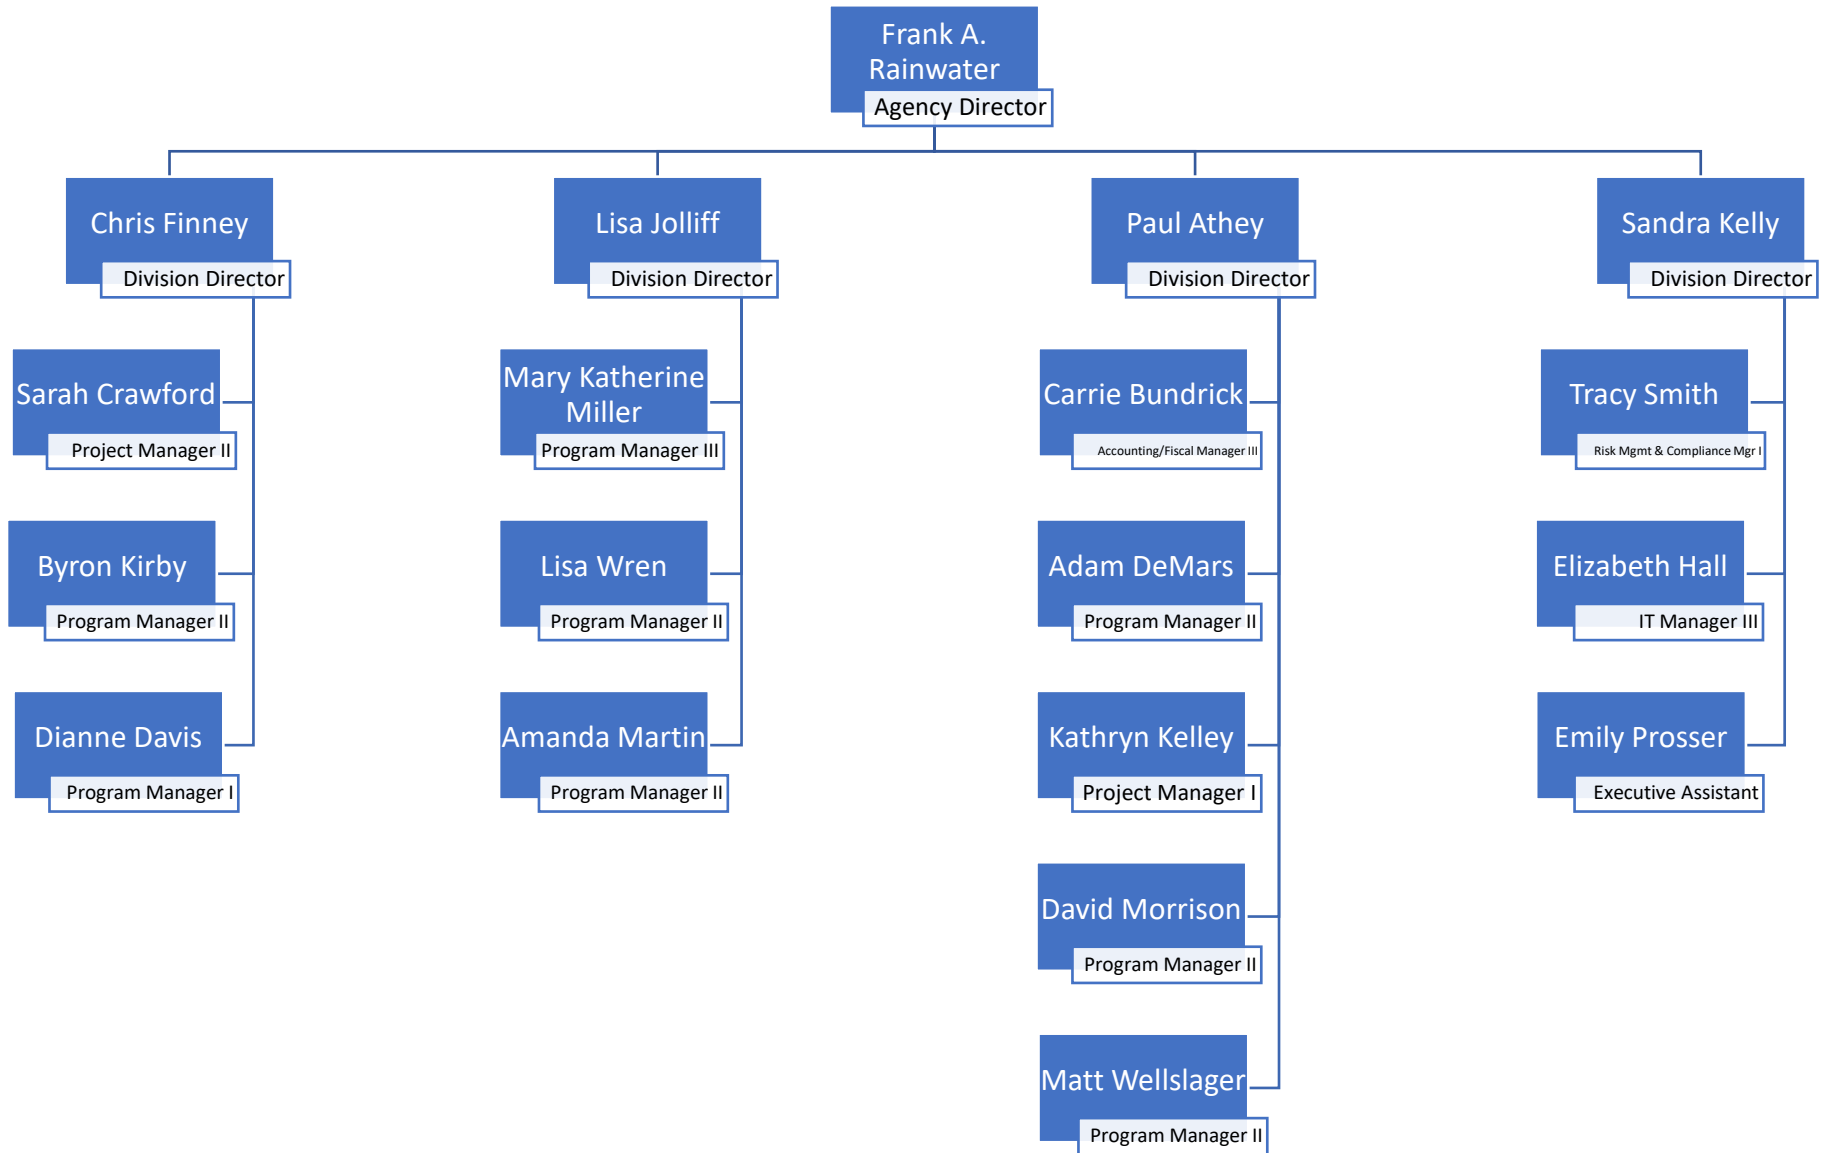 Frank A.
Rainwater
Agency Director
Chris Finney
Division Director
Sarah Crawford
Project Manager II
Byron Kirby
Program Manager II
Dianne Davis
Program Manager I
Lisa Jolliff
Division Director
Mary Katherine
Miller
Program Manager III
Lisa Wren
Program Manager II
Amanda Martin
Program Manager II
Paul Athey
Division Director
Carrie Bundrick
Accounting/Fiscal Manager III
Adam DeMars
Program Manager II
Kathryn Kelley
Project Manager I
David Morrison
Program Manager II
Matt Wellslager
Program Manager II
Sandra Kelly
Division Director
Tracy Smith
Risk Mgmt & Compliance Mgr I
Elizabeth Hall
IT Manager III
Emily Prosser
Executive Assistant